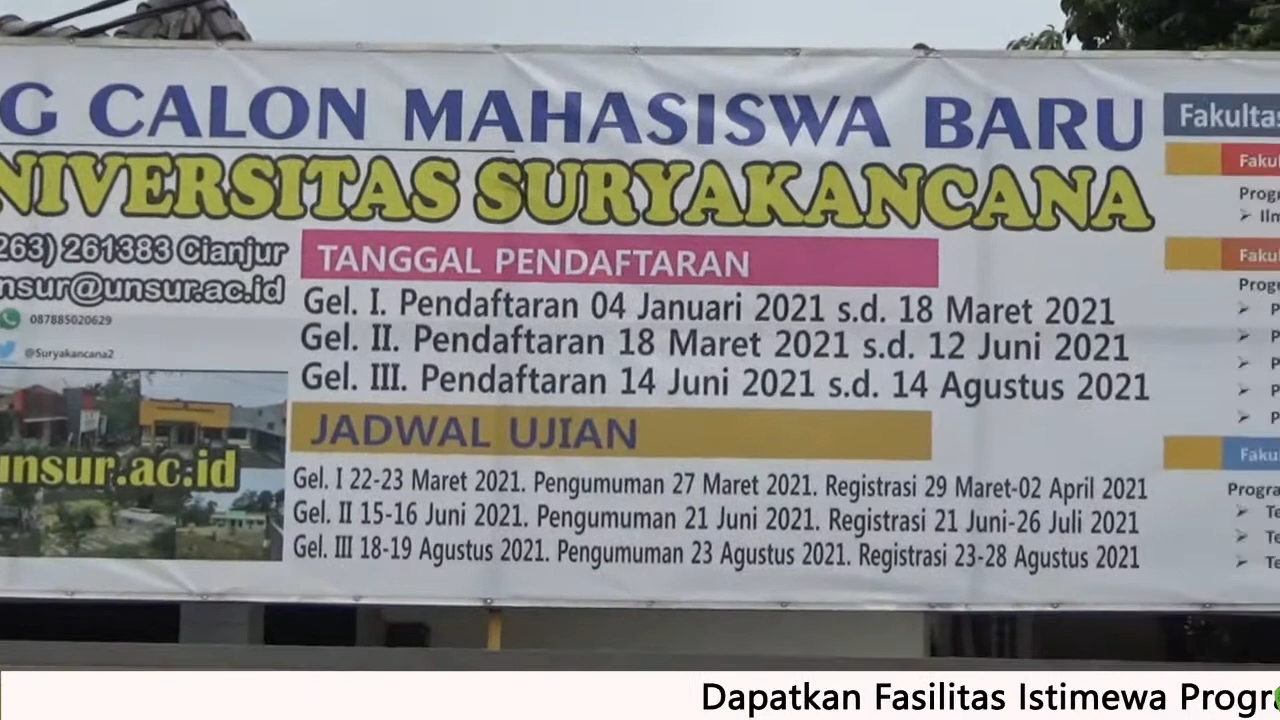 G CALON MAHASISWA BARU
NIVERSITAS SURYAKANCANA
263) 261383 Cianjur
nsur@unsur.ac.id
087885020629
@Suryakancana2
unsur.ac.id
TANGGAL PENDAFTARAN
Gel. I. Pendaftaran 04 Januari 2021 s.d. 18 Maret 2021
Gel. II. Pendaftaran 18 Maret 2021 s.d. 12 Juni 2021
Gel. III. Pendaftaran 14 Juni 2021 s.d. 14 Agustus 2021
JADWAL UJIAN
Gel. I 22-23 Maret 2021. Pengumuman 27 Maret 2021. Registrasi 29 Maret-02 April 2021
Gel. II 15-16 Juni 2021. Pengumuman 21 Juni 2021. Registrasi 21 Juni-26 Juli 2021
Gel. III 18-19 Agustus 2021. Pengumuman 23 Agustus 2021. Registrasi 23-28 Agustus 2021
Fakultas
Fakul
Progr
➢ Iln
Fakul
Progr
➢ P
➢ P
➢ P
➢ P
➢ P
Fakul
Progra
➢ Te
➢ Te
➢ Te
Dapatkan Fasilitas Istimewa Progra